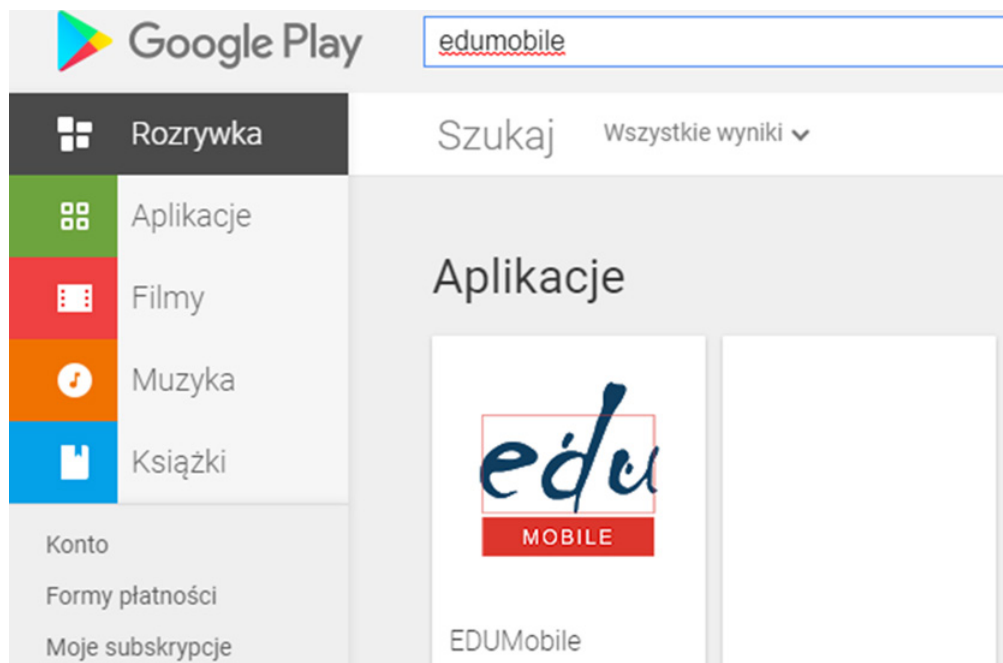 Google Play
edumobile
Rozrywka
Szukaj
Wszystkie wyniki
Aplikacje
Filmy
Muzyka
Książki
Konto
Formy płatności
Moje subskrypcje
Aplikacje
edu
MOBILE
EDUMobile